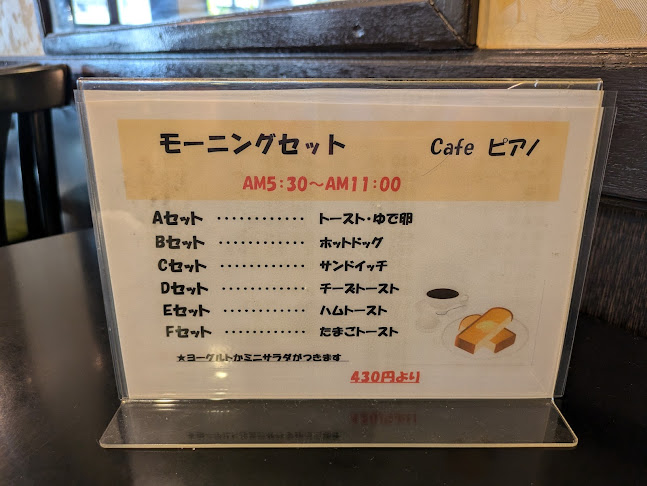 モーニングセット Cafe ピアノ
AM5:30～AM11:00
Aセット ………… トースト・ゆで卵
Bセット ………… ホットドッグ
Cセット ………… サンドイッチ
Dセット ………… チーズトースト
Eセット ………… ハムトースト
Fセット ………… たまごトースト
★ヨーグルトかミニサラダがつきます
430円より